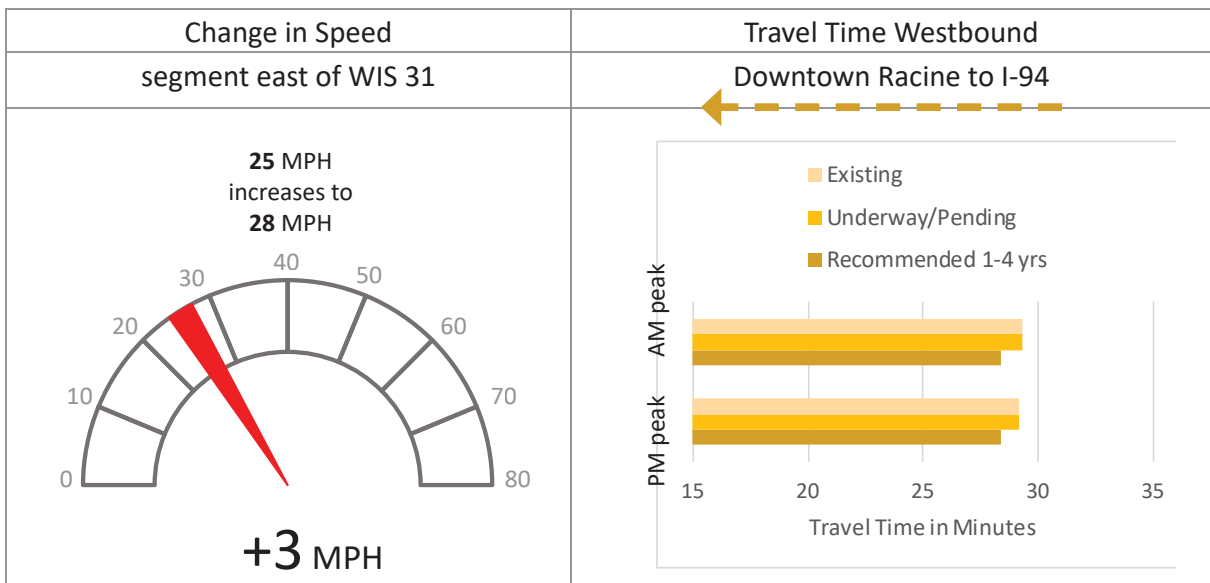 Change in Speed
segment east of WIS 31
25 MPH
increases to
28 MPH
0
10
20
30
40
50
60
70
80
+3 MPH
Travel Time Westbound
Downtown Racine to I-94
Existing
Underway/Pending
Recommended 1-4 yrs
AM peak
PM peak
15 20 25 30 35
Travel Time in Minutes